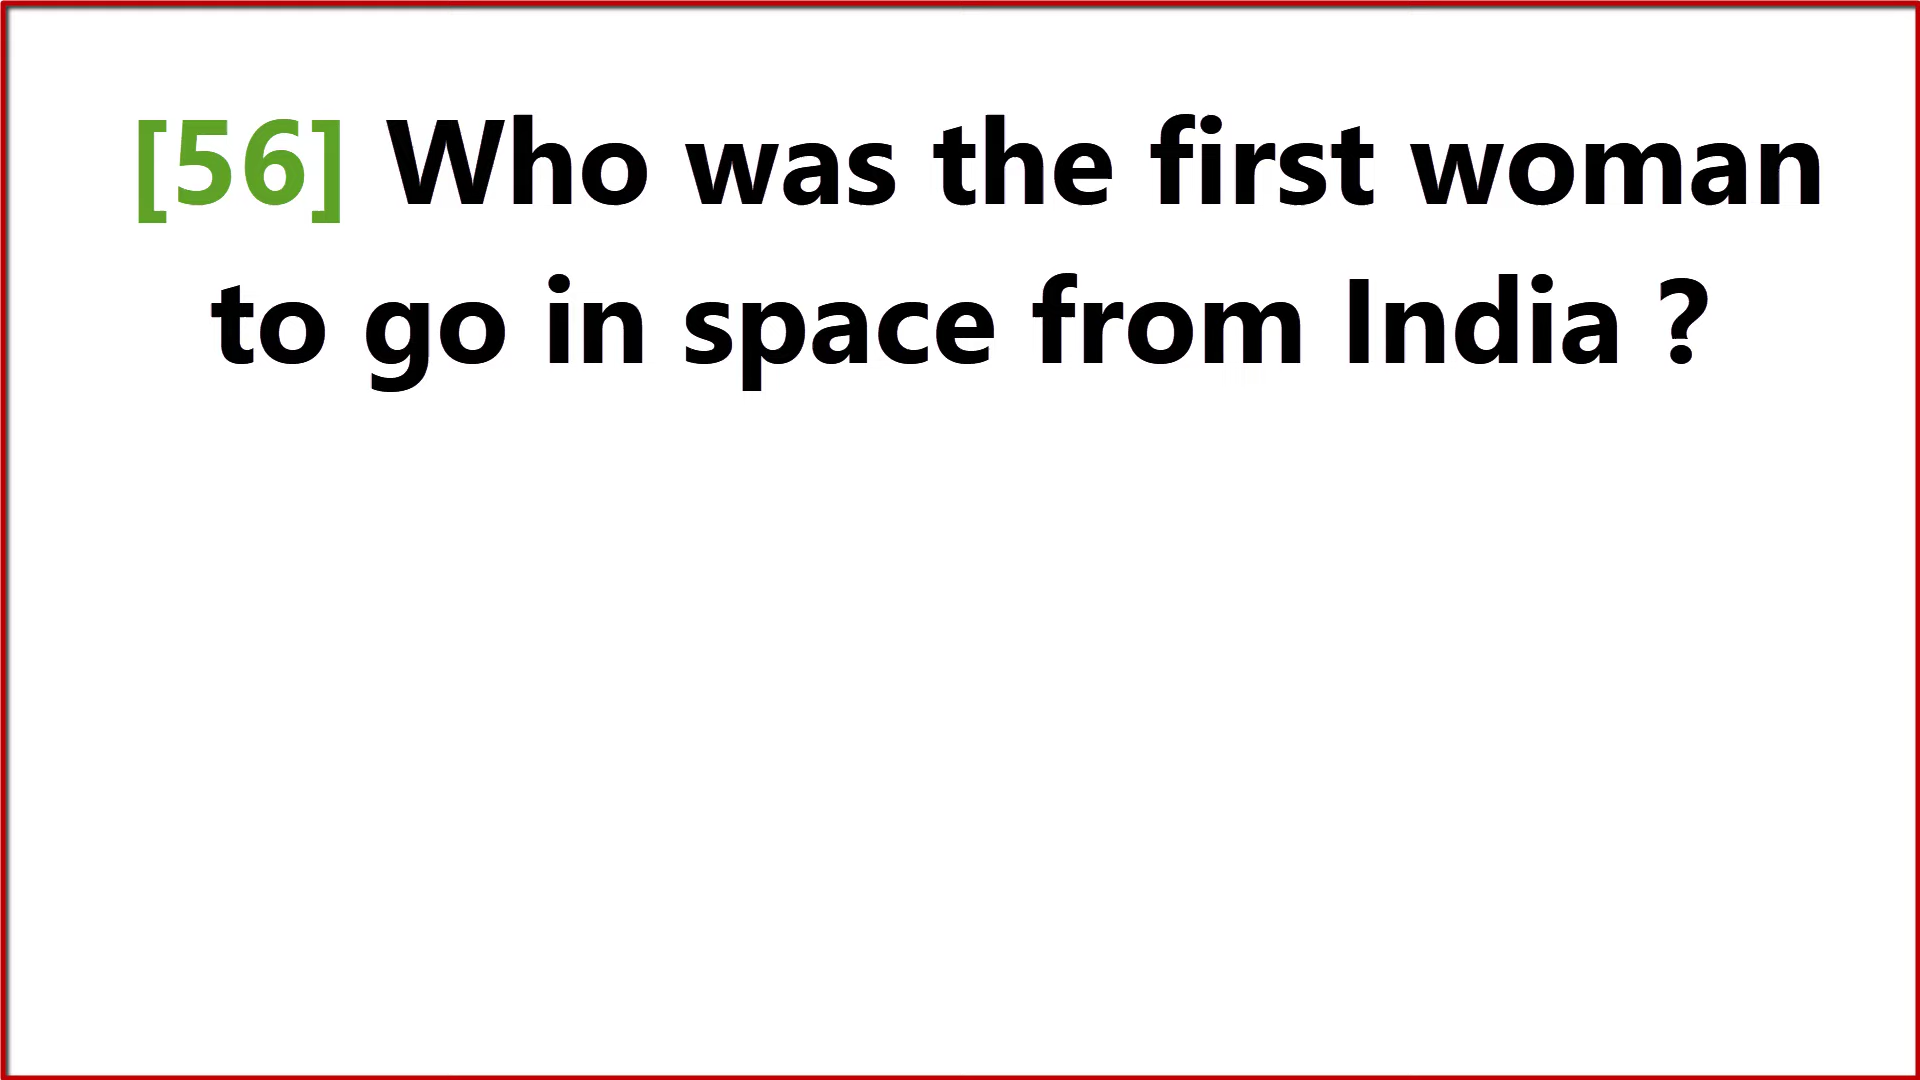 [56] Who was the first woman
to go in space from India ?